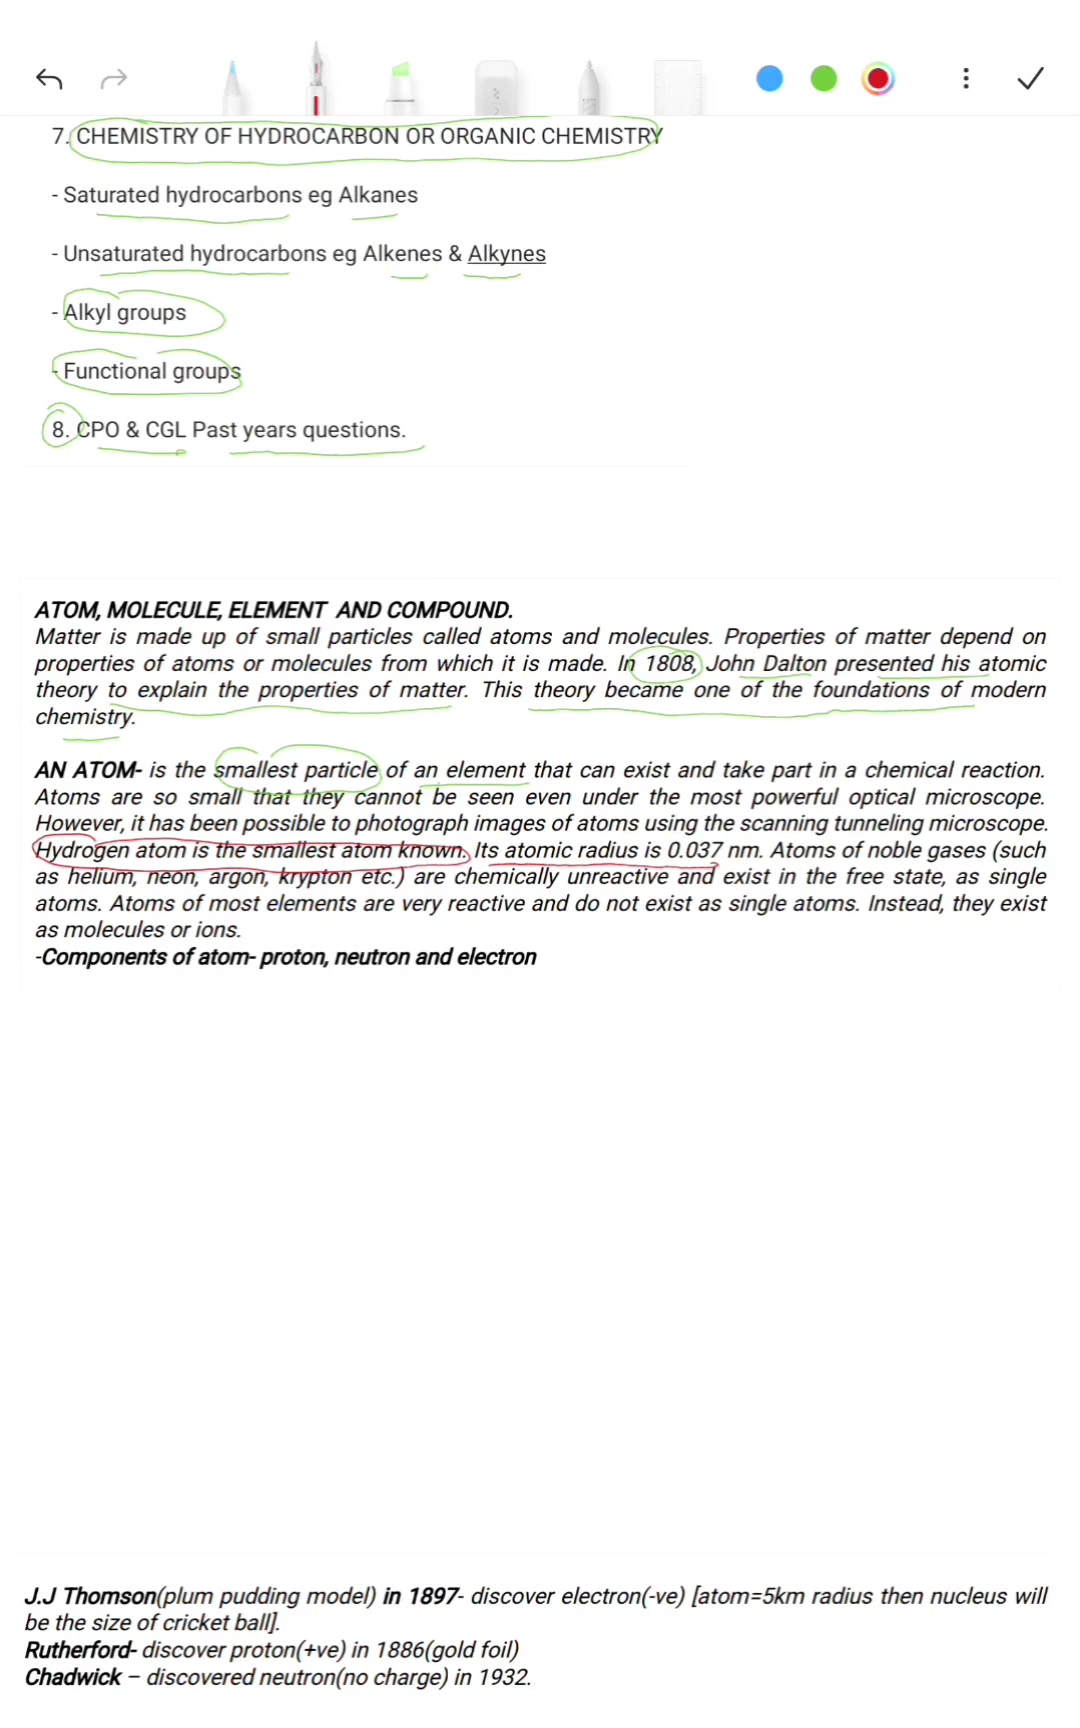 7. CHEMISTRY OF HYDROCARBON OR ORGANIC CHEMISTRY
- Saturated hydrocarbons eg Alkanes
- Unsaturated hydrocarbons eg Alkenes & Alkynes
- Alkyl groups
- Functional groups
8. CPO & CGL Past years questions.
ATOM, MOLECULE, ELEMENT AND COMPOUND.
Matter is made up of small particles called atoms and molecules. Properties of matter depend on
properties of atoms or molecules from which it is made. In 1808, John Dalton presented his atomic
theory to explain the properties of matter. This theory became one of the foundations of modern
chemistry.
AN ATOM- is the smallest particle of an element that can exist and take part in a chemical reaction.
Atoms are so small that they cannot be seen even under the most powerful optical microscope.
However, it has been possible to photograph images of atoms using the scanning tunneling microscope.
Hydrogen atom is the smallest atom known. Its atomic radius is 0.037 nm. Atoms of noble gases (such
as helium, neon, argon, krypton etc.) are chemically unreactive and exist in the free state, as single
atoms. Atoms of most elements are very reactive and do not exist as single atoms. Instead, they exist
as molecules or ions.
-Components of atom- proton, neutron and electron
J.J Thomson(plum pudding model) in 1897- discover electron(-ve) [atom=5km radius then nucleus will
be the size of cricket ball].
Rutherford- discover proton(+ve) in 1886(gold foil)
Chadwick – discovered neutron(no charge) in 1932.